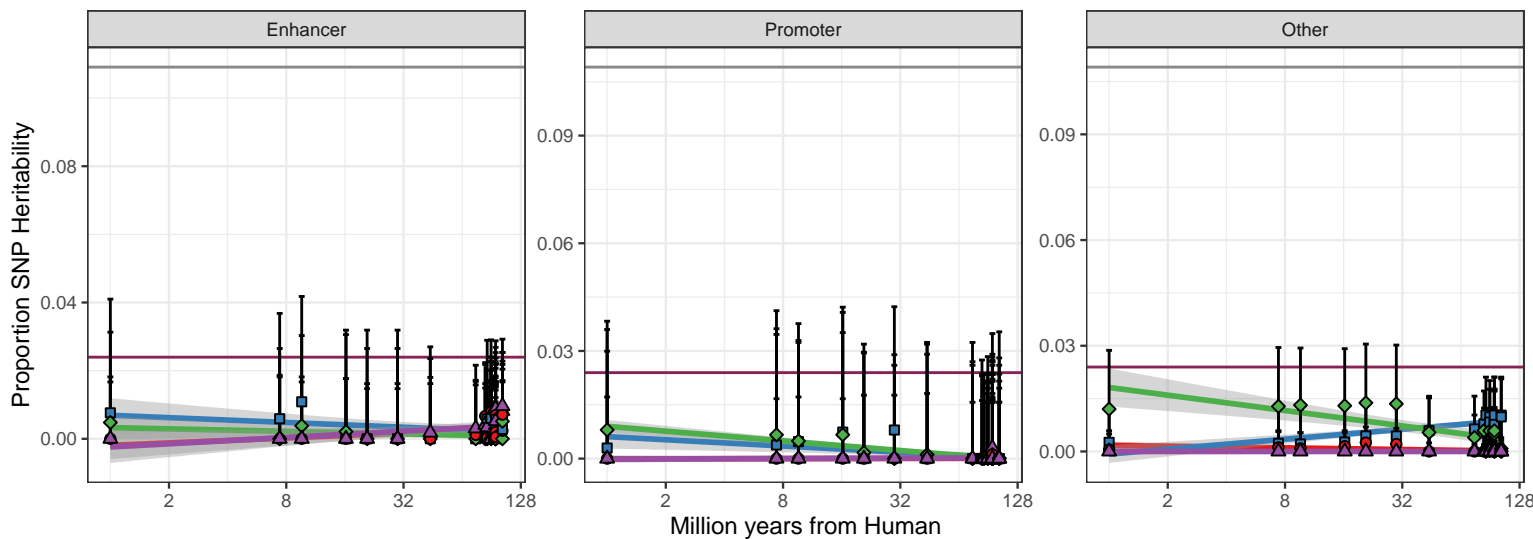 Enhancer
Promoter
Other
Proportion SNP Heritability
0.08
0.04
0.00
0.09
0.06
0.03
0.00
0.09
0.06
0.03
0.00
2 8 32 128
2 8 32 128
2 8 32 128
Million years from Human